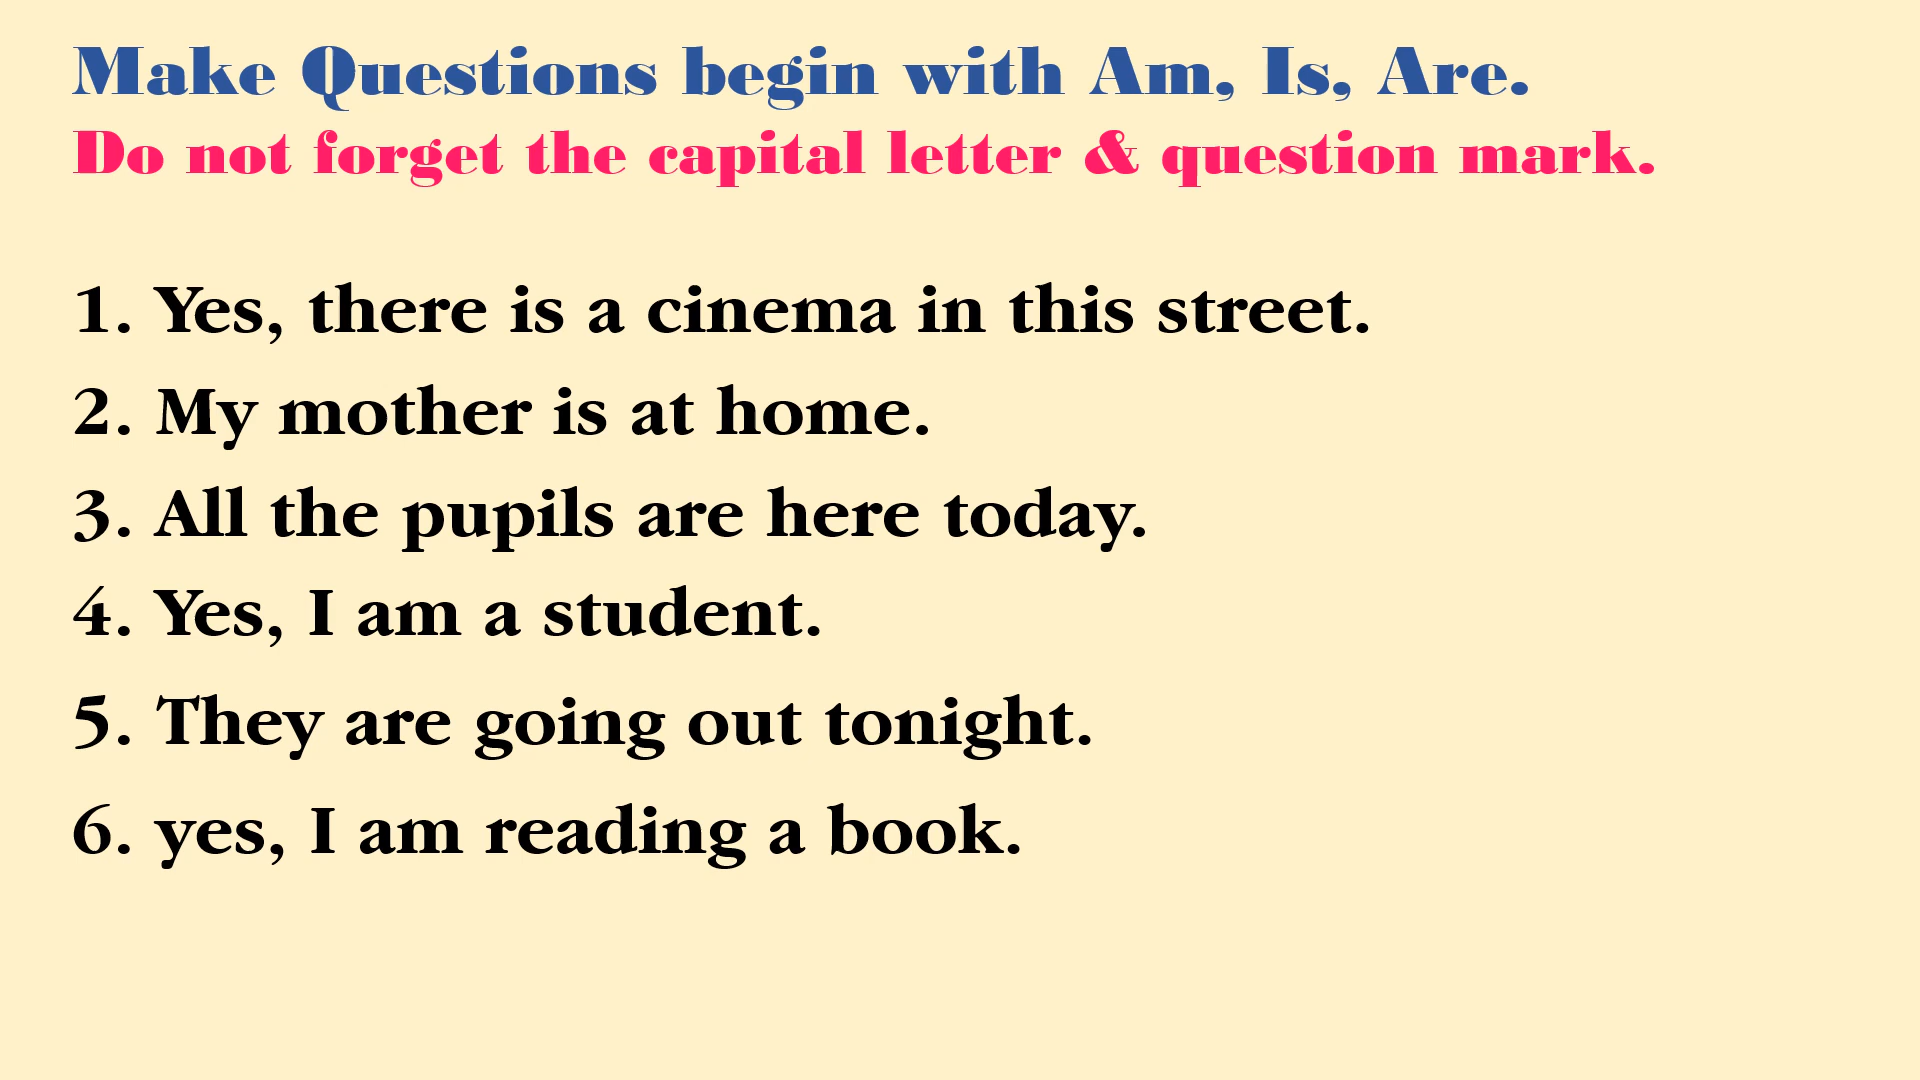 Make Questions begin with Am, Is, Are.
Do not forget the capital letter & question mark.
1. Yes, there is a cinema in this street.
2. My mother is at home.
3. All the pupils are here today.
4. Yes, I am a student.
5. They are going out tonight.
6. yes, I am reading a book.